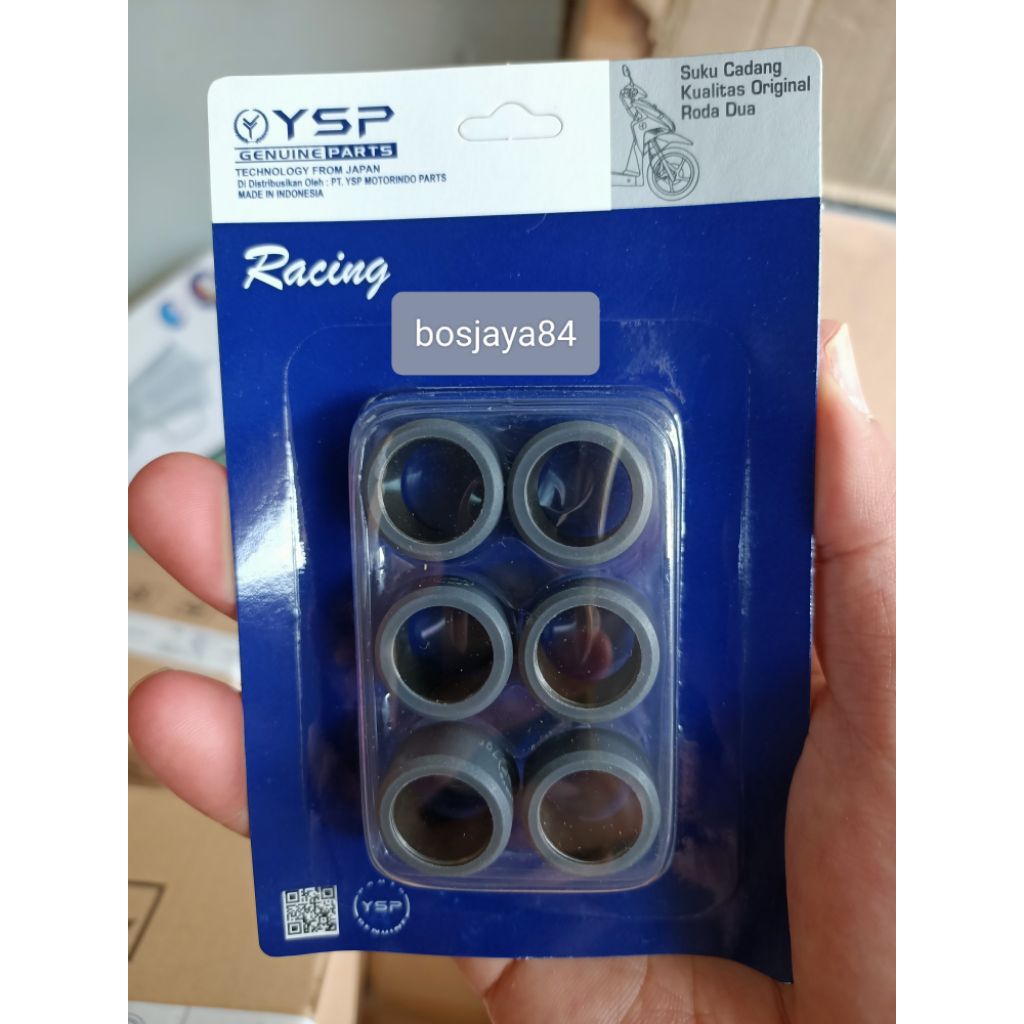 YSP
GENUINE PARTS
TECHNOLOGY FROM JAPAN
Di Distribusikan Oleh : PT. YSP MOTORINDO PARTS
MADE IN INDONESIA
Suku Cadang
Kualitas Original
Roda Dua
Racing
bosjaya84
YSP